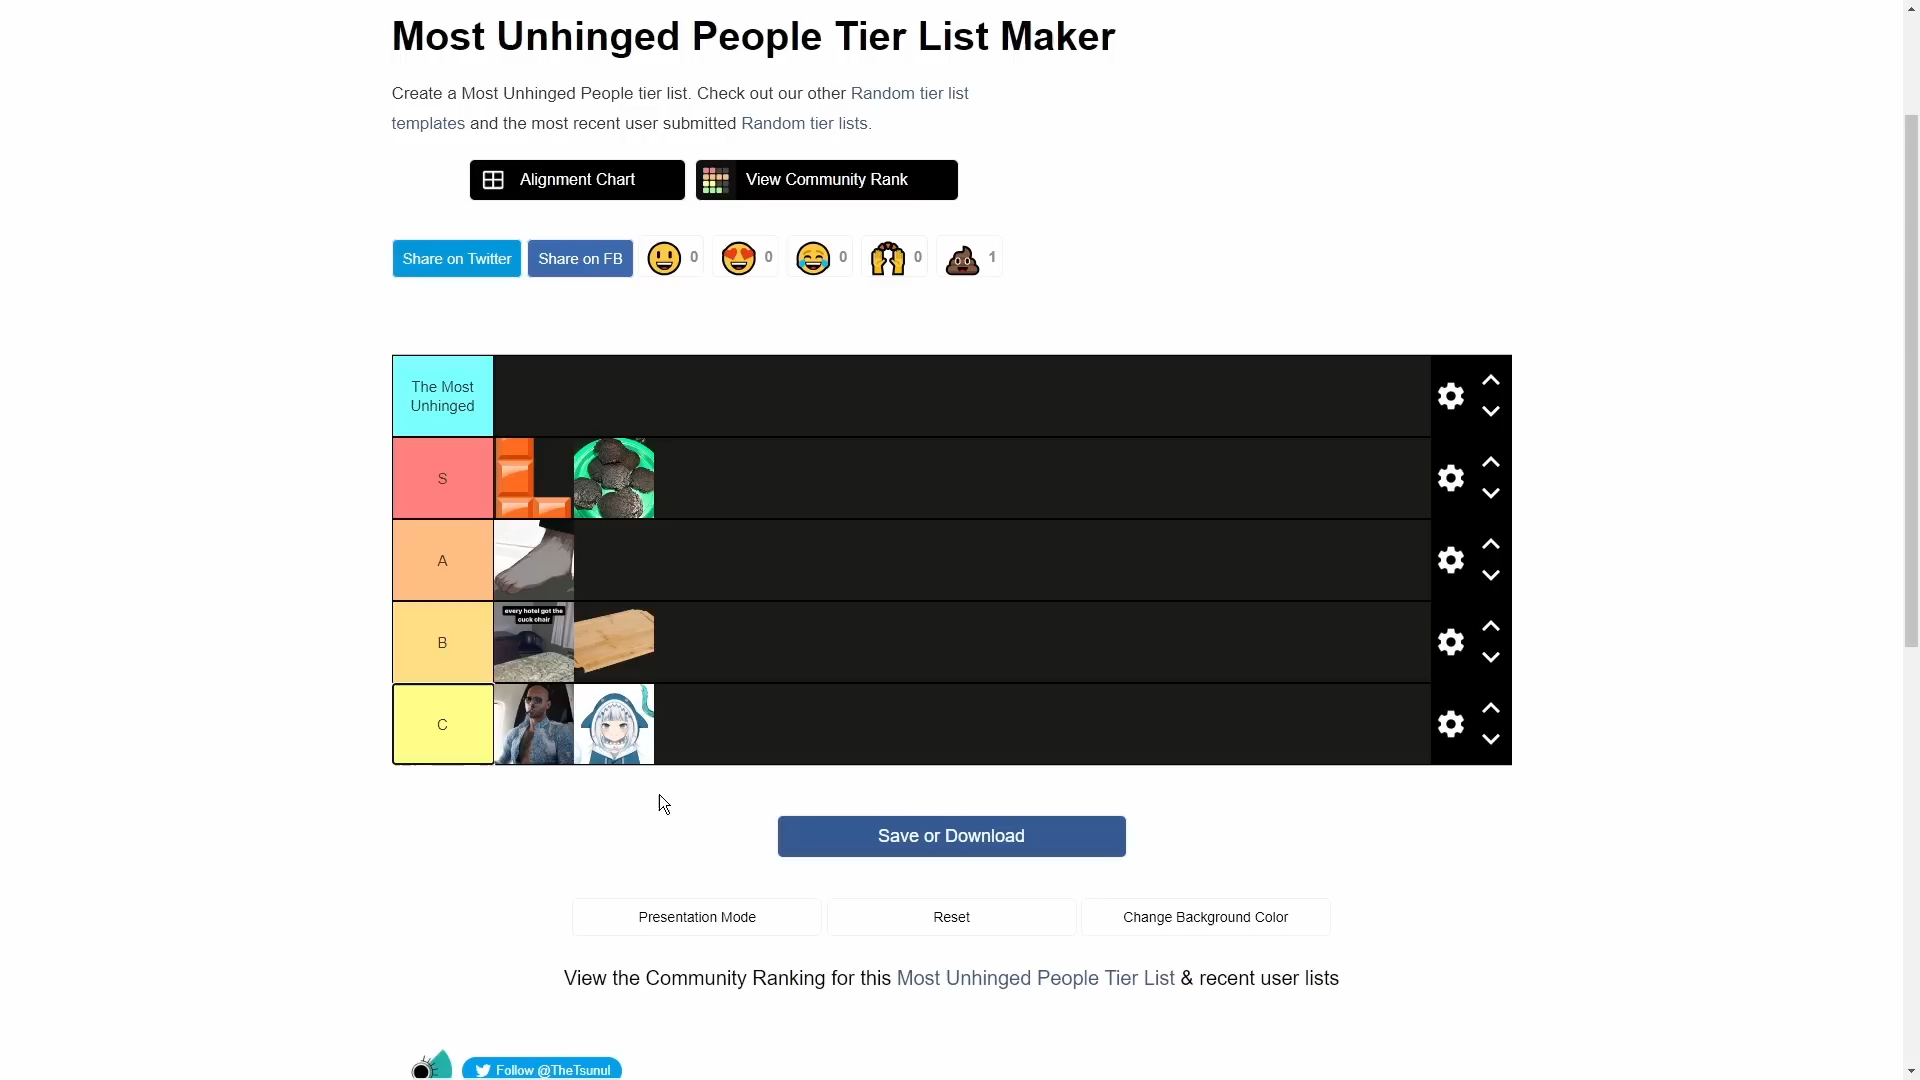 Most Unhinged People Tier List Maker
Create a Most Unhinged People tier list. Check out our other Random tier list
templates and the most recent user submitted Random tier lists.
Alignment Chart
View Community Rank
Share on Twitter
Share on FB
0
0
0
0
1
The Most
Unhinged
S
A
every hotel got the
cuck chair
B
C
Save or Download
Presentation Mode
Reset
Change Background Color
View the Community Ranking for this Most Unhinged People Tier List & recent user lists
Follow @TheTsunul